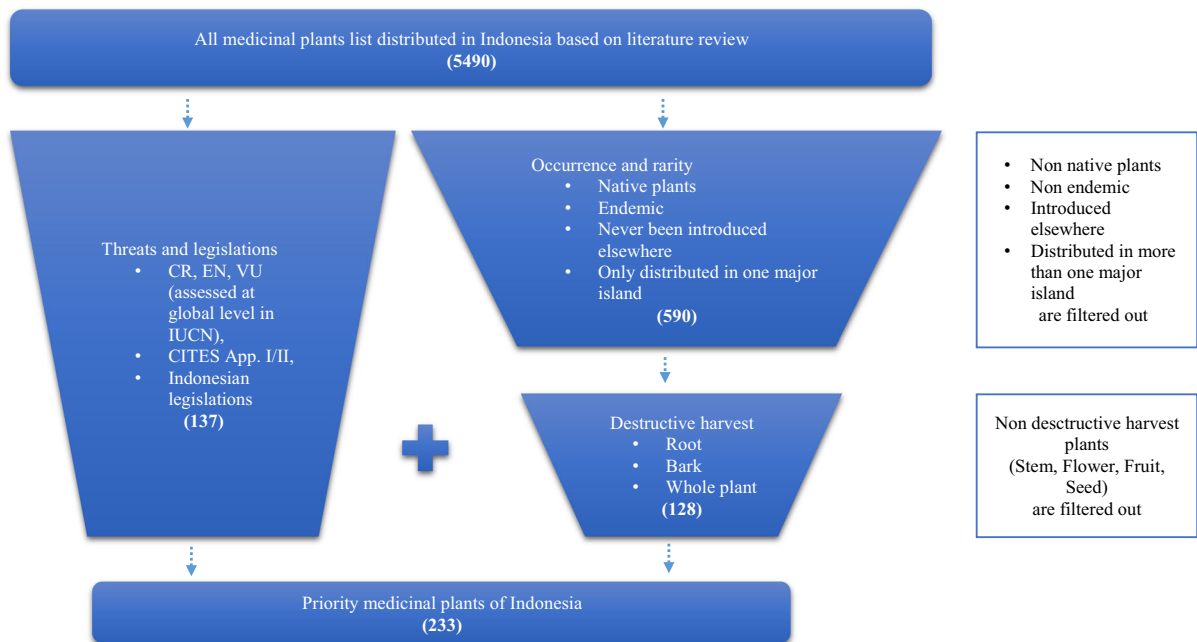 All medicinal plants list distributed in Indonesia based on literature review
(5490)
Threats and legislations
• CR, EN, VU
(assessed at
global level in
IUCN),
• CITES App. I/II,
• Indonesian
legislations
(137)
Occurrence and rarity
• Native plants
• Endemic
• Never been introduced
elsewhere
• Only distributed in one major
island
(590)
• Non native plants
• Non endemic
• Introduced
elsewhere
• Distributed in more
than one major
island
are filtered out
Destructive harvest
• Root
• Bark
• Whole plant
(128)
Non desctructive harvest
plants
(Stem, Flower, Fruit,
Seed)
are filtered out
Priority medicinal plants of Indonesia
(233)